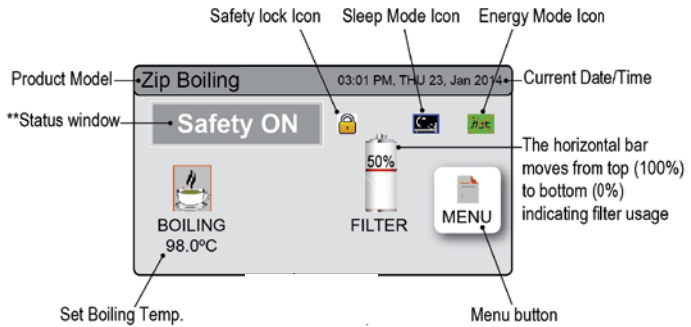 Safety lock Icon
Sleep Mode Icon
Energy Mode Icon
Product Model
Zip Boiling
03:01 PM, THU 23, Jan 2014
Current Date/Time
**Status window
Safety ON
hot
The horizontal bar
moves from top (100%)
to bottom (0%)
indicating filter usage
50%
BOILING
98.0ºC
FILTER
MENU
Set Boiling Temp.
Menu button